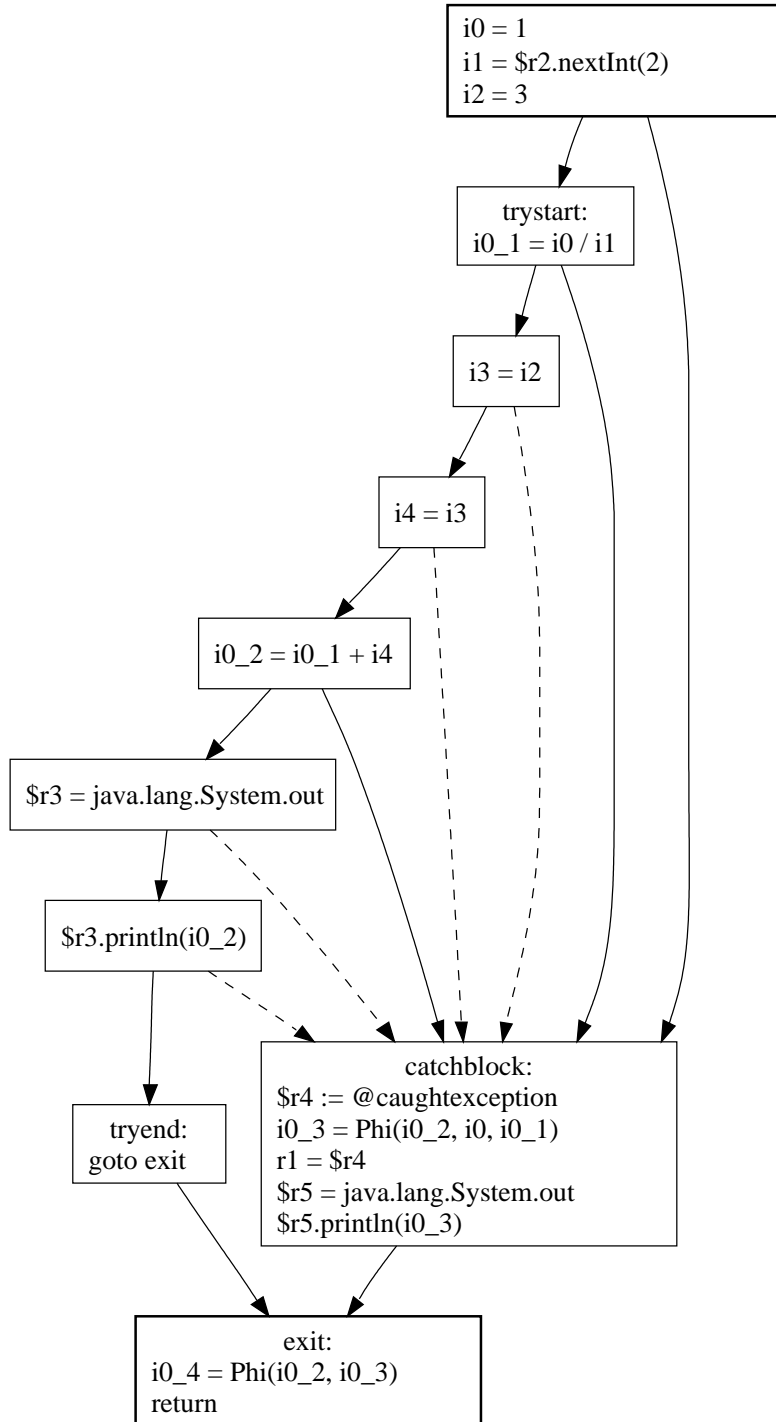 i0 = 1
i1 = $r2.nextInt(2)
i2 = 3
trystart:
i0_1 = i0 / i1
i3 = i2
i4 = i3
i0_2 = i0_1 + i4
$r3 = java.lang.System.out
$r3.println(i0_2)
catchblock:
$r4 := @caughtexception
i0_3 = Phi(i0_2, i0, i0_1)
r1 = $r4
$r5 = java.lang.System.out
$r5.println(i0_3)
tryend:
goto exit
exit:
i0_4 = Phi(i0_2, i0_3)
return